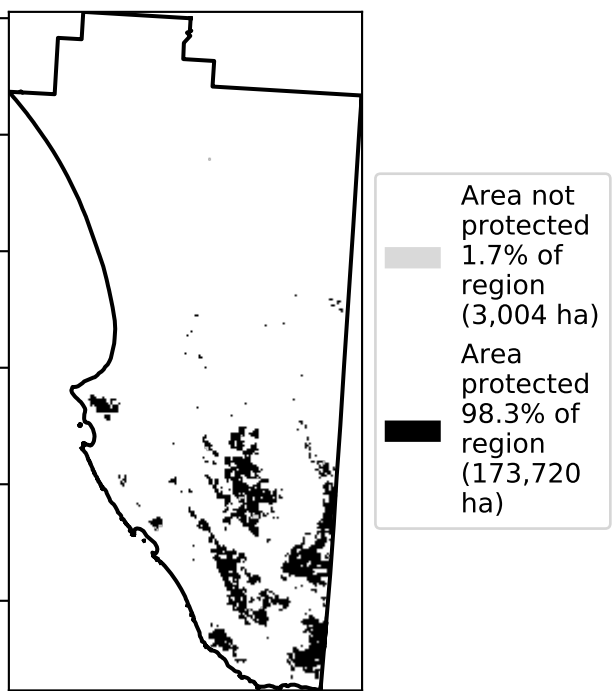 Area not
protected
1.7% of
region
(3,004 ha)
Area
protected
98.3% of
region
(173,720
ha)